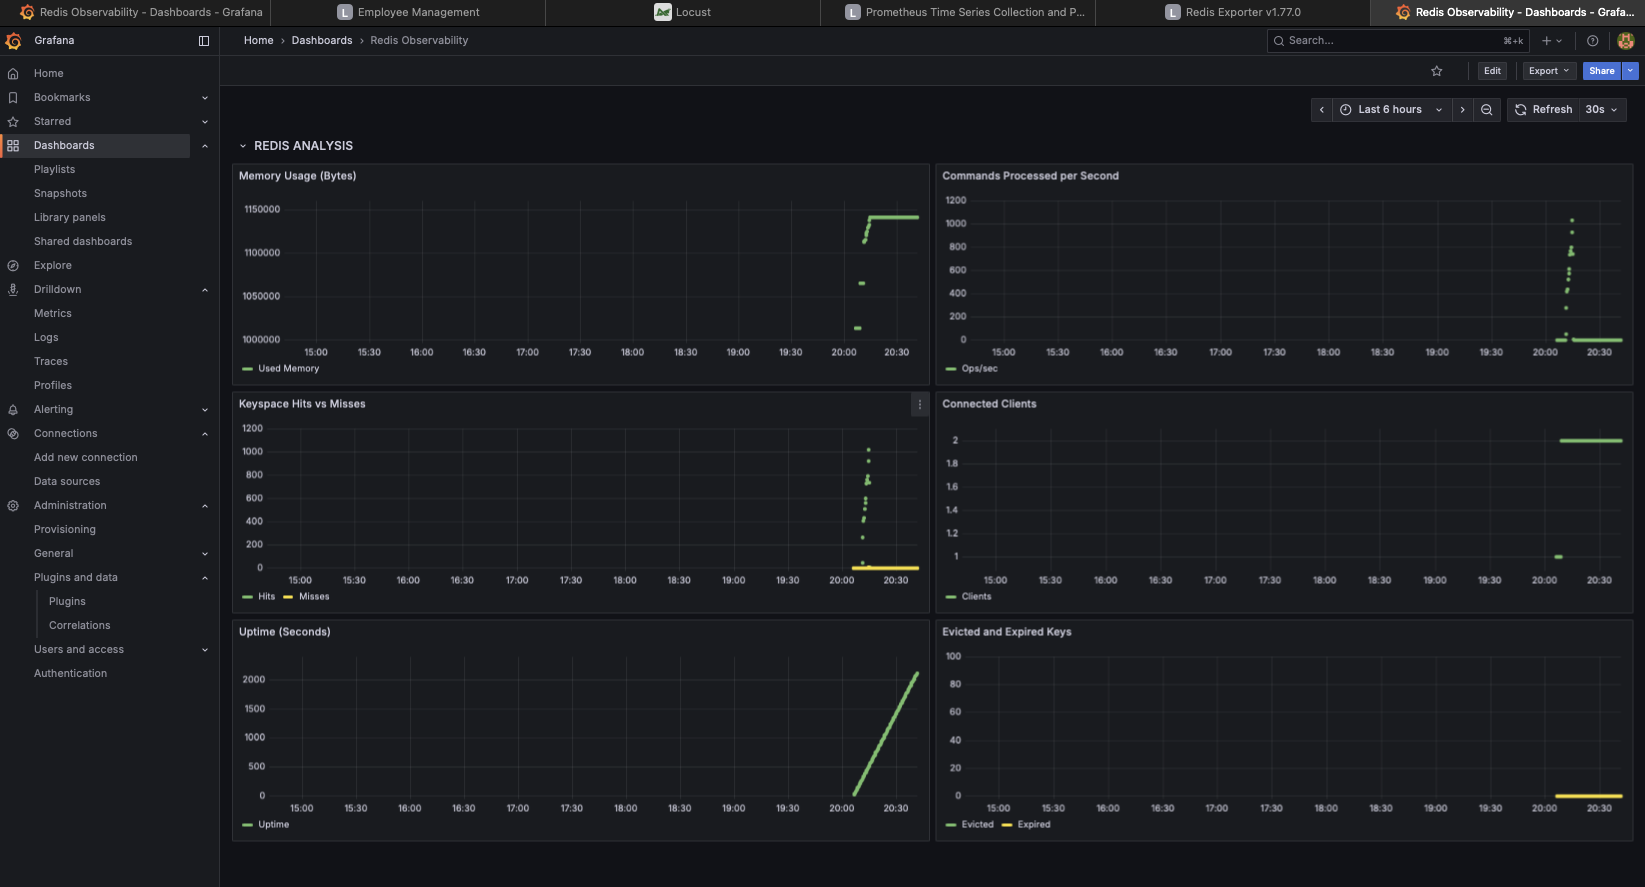 Redis Observability - Dashboards - Grafana
Employee Management
Locust
Prometheus Time Series Collection and P...
Redis Exporter v1.77.0
Redis Observability - Dashboards - Grafa...
Grafana
Home › Dashboards › Redis Observability
Search... ⌘+k
Edit
Export
Share
Last 6 hours
Refresh 30s
Home
Bookmarks
Starred
Dashboards
Playlists
Snapshots
Library panels
Shared dashboards
Explore
Drilldown
Metrics
Logs
Traces
Profiles
Alerting
Connections
Add new connection
Data sources
Administration
Provisioning
General
Plugins and data
Plugins
Correlations
Users and access
Authentication
REDIS ANALYSIS
Memory Usage (Bytes)
1150000
1100000
1050000
1000000
15:00 15:30 16:00 16:30 17:00 17:30 18:00 18:30 19:00 19:30 20:00 20:30
Used Memory
Commands Processed per Second
1200
1000
800
600
400
200
0
15:00 15:30 16:00 16:30 17:00 17:30 18:00 18:30 19:00 19:30 20:00 20:30
Ops/sec
Keyspace Hits vs Misses
1200
1000
800
600
400
200
0
15:00 15:30 16:00 16:30 17:00 17:30 18:00 18:30 19:00 19:30 20:00 20:30
Hits Misses
Connected Clients
2
1.8
1.6
1.4
1.2
1
15:00 15:30 16:00 16:30 17:00 17:30 18:00 18:30 19:00 19:30 20:00 20:30
Clients
Uptime (Seconds)
2000
1500
1000
500
0
15:00 15:30 16:00 16:30 17:00 17:30 18:00 18:30 19:00 19:30 20:00 20:30
Uptime
Evicted and Expired Keys
100
80
60
40
20
0
15:00 15:30 16:00 16:30 17:00 17:30 18:00 18:30 19:00 19:30 20:00 20:30
Evicted Expired